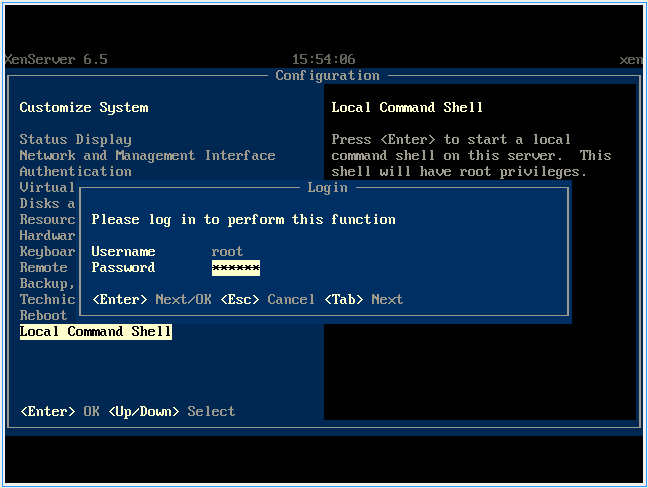 XenServer 6.5 15:54:06 xen
Configuration
Customize System
Local Command Shell
Status Display
Network and Management Interface
Authentication
Virtual
Disks a
Resourc
Hardwar
Keyboar
Remote
Backup,
Technic
Reboot
Local Command Shell
Press <Enter> to start a local
command shell on this server. This
shell will have root privileges.
Login
Please log in to perform this function
Username root
Password ******
<Enter> Next/OK <Esc> Cancel <Tab> Next
<Enter> OK <Up/Down> Select